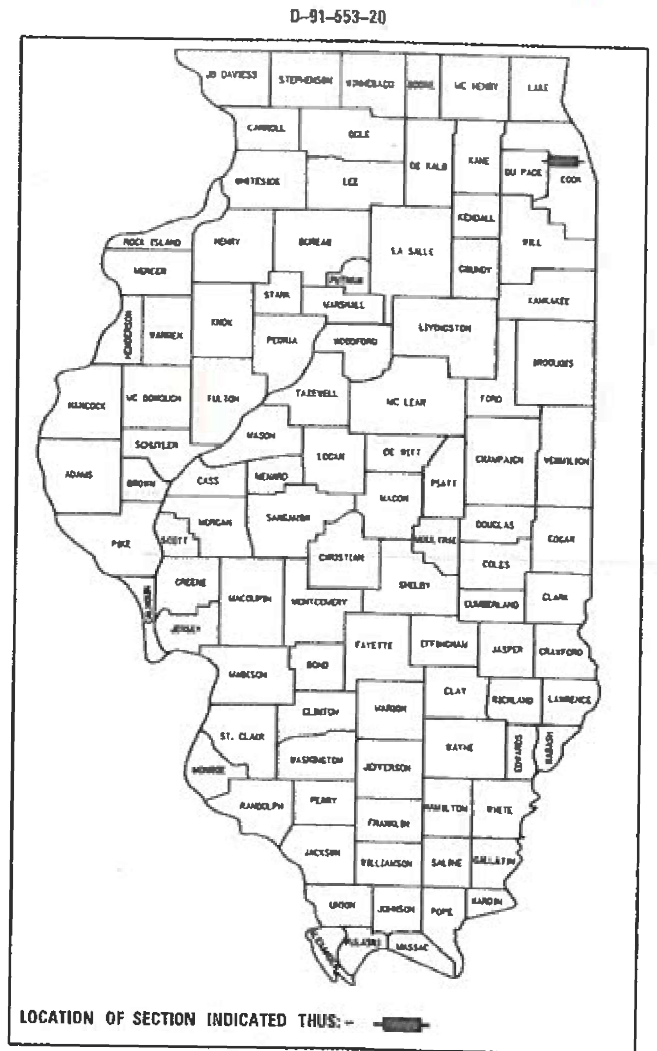 D-91-553-20
JO DAVIESS STEPHENSON WINNEBAGO BOONE MC HENRY LAKE
CARROLL OGLE
DE KALB KANE DU PAGE COOK
WHITESIDE LEE
KENDALL
ROCK ISLAND HENRY BUREAU LA SALLE GRUNDY WILL
MERCER PUTNAM
STARK MARSHALL KANKAKEE
HENDERSON WARREN KNOX PEORIA WOODFORD LIVINGSTON
IROQUOIS
HANCOCK MC DONOUGH FULTON TAZEWELL MC LEAN FORD
SCHUYLER MASON LOGAN DE WITT CHAMPAIGN VERMILION
ADAMS BROWN CASS MENARD PIATT
MACON
MORGAN SANGAMON DOUGLAS
PIKE SCOTT CHRISTIAN MOULTRIE EDGAR
COLES
GREENE MACOUPIN MONTGOMERY SHELBY CLARK
CALHOUN CUMBERLAND
JERSEY FAYETTE EFFINGHAM JASPER CRAWFORD
BOND
MADISON CLAY RICHLAND LAWRENCE
CLINTON MARION
ST. CLAIR WAYNE EDWARDS WABASH
WASHINGTON JEFFERSON
MONROE
RANDOLPH PERRY HAMILTON WHITE
FRANKLIN
JACKSON WILLIAMSON SALINE GALLATIN
UNION JOHNSON POPE HARDIN
ALEXANDER PULASKI MASSAC
LOCATION OF SECTION INDICATED THUS:-